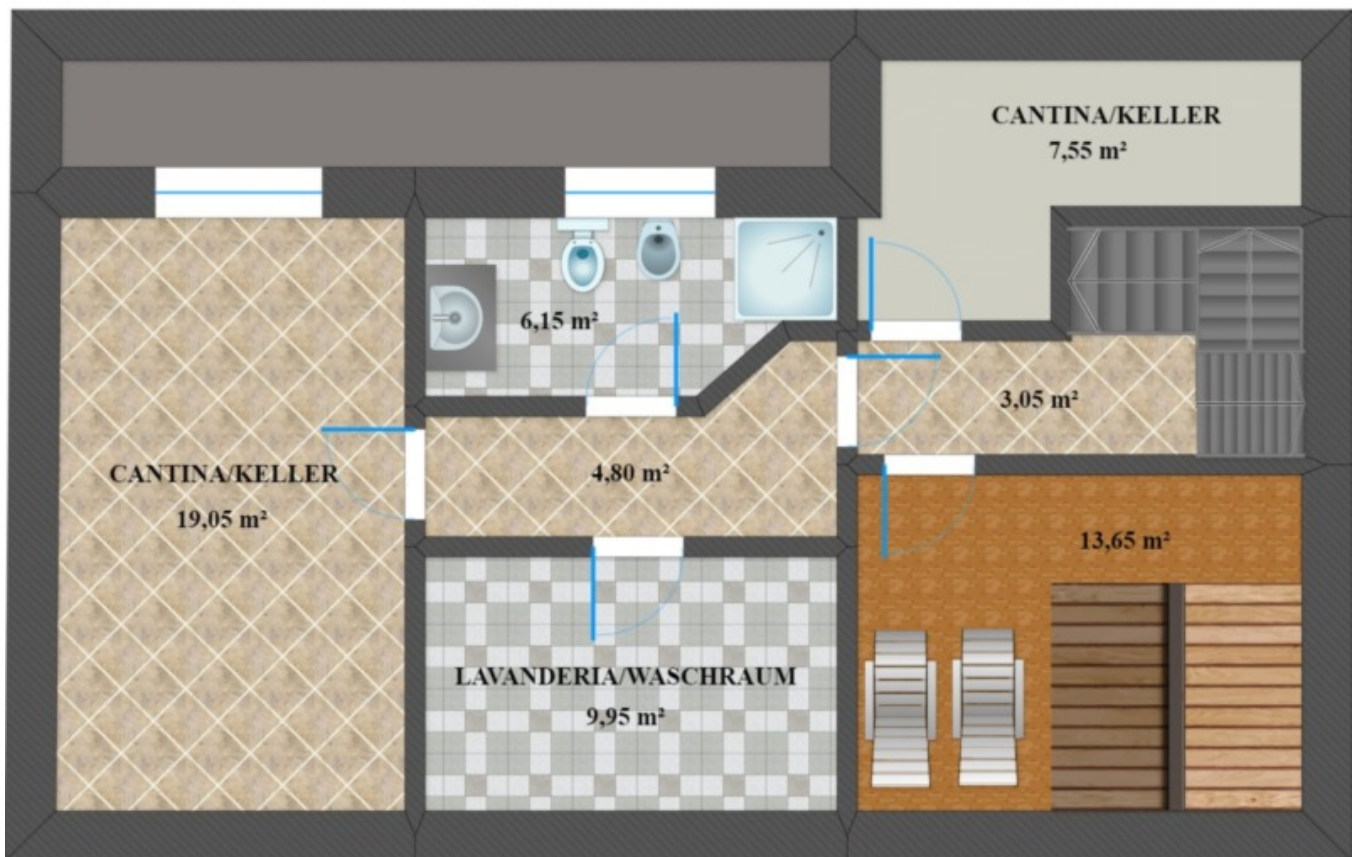 CANTINA/KELLER
7,55 m²
6,15 m²
3,05 m²
CANTINA/KELLER
19,05 m²
4,80 m²
13,65 m²
LAVANDERIA/WASCHRAUM
9,95 m²